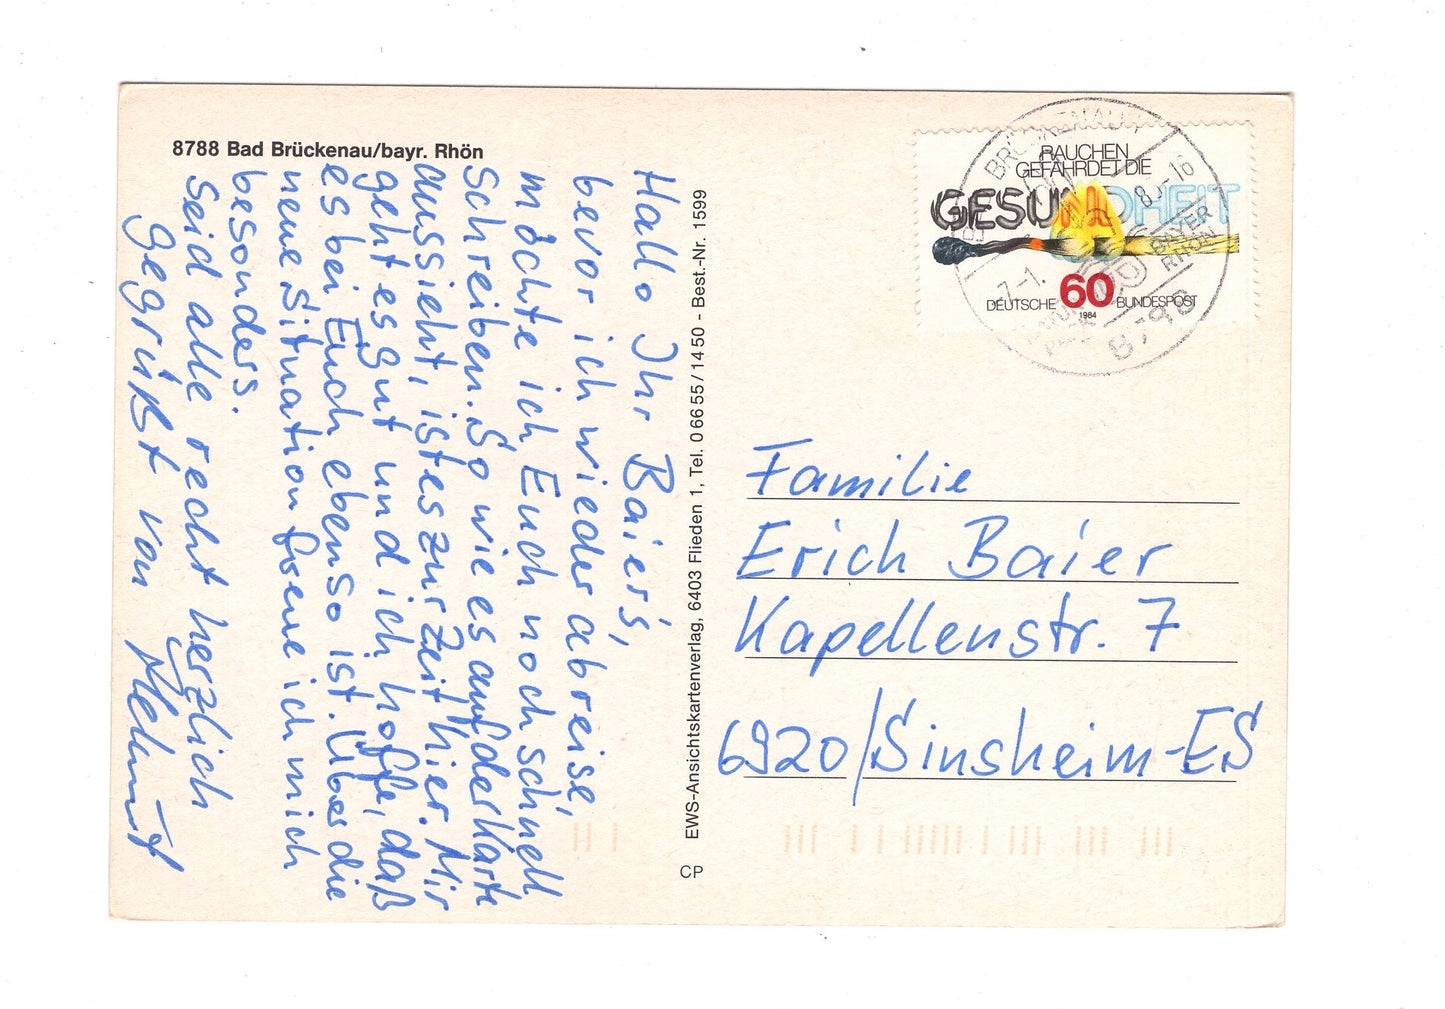 8788 Bad Brückenau/bayr. Rhön
Hallo Ihr Baier's,
bevor ich wieder abreise,
möchte ich Euch noch schnell
schreiben. So wie es auf der Karte
aussieht, ist es zur Zeit hier. Mir
geht es gut und ich hoffe, daß
es bei Euch ebenso ist. Über die
neue Situation freue ich mich
besonders.
Seid alle recht herzlich
gegrüßt von
Helmut
EWS-Ansichtskartenverlag, 6403 Flieden 1, Tel. 0 66 55 / 14 50 - Best.-Nr. 1599
CP
RAUCHEN
GEFÄHRDET DIE
GESUNDHEIT
60
DEUTSCHE BUNDESPOST
1984
BAYER
RHÖN
Familie
Erich Baier
Kapellenstr. 7
6920/Sinsheim-ES